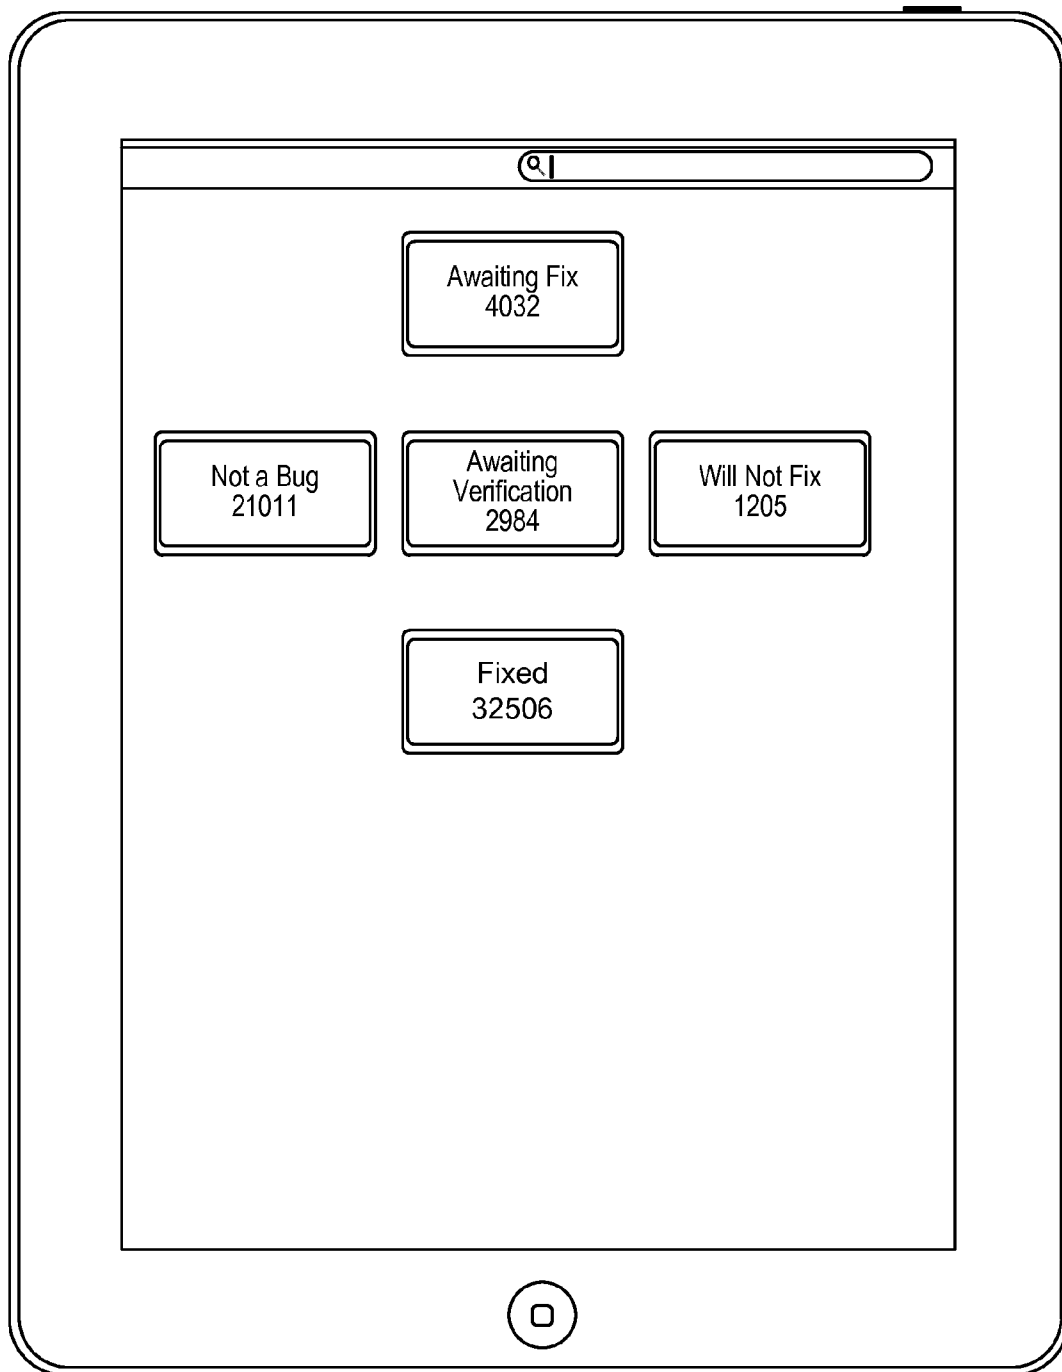 Awaiting Fix
4032
Not a Bug
21011
Awaiting
Verification
2984
Will Not Fix
1205
Fixed
32506